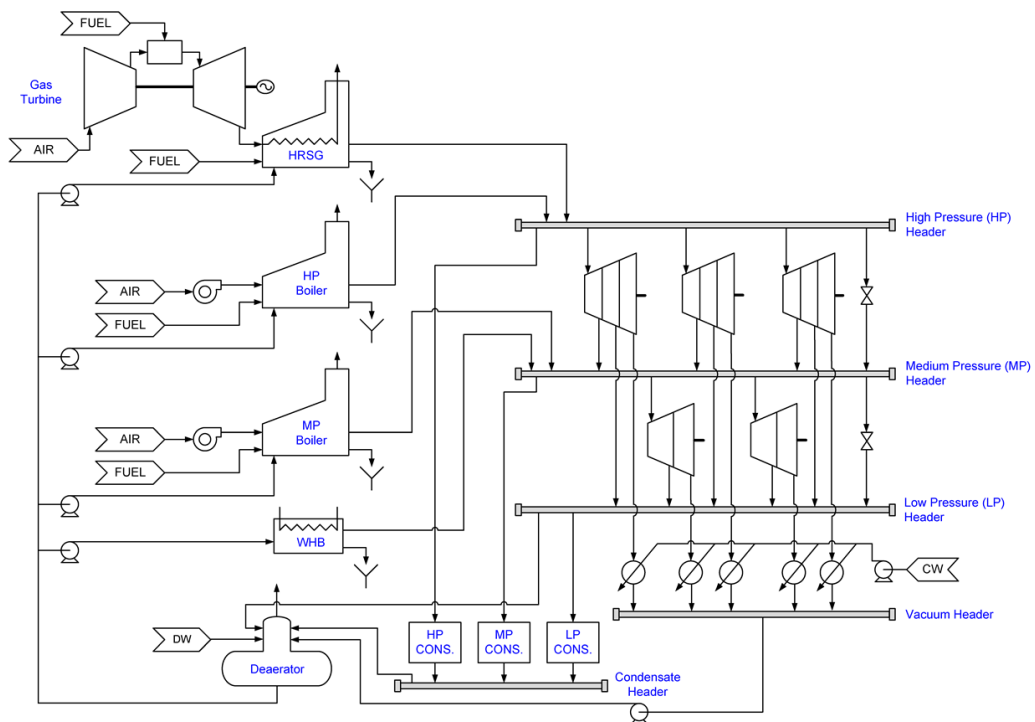 FUEL
Gas
Turbine
AIR
FUEL
HRSG
High Pressure (HP)
Header
HP
Boiler
AIR
FUEL
Medium Pressure (MP)
Header
MP
Boiler
AIR
FUEL
Low Pressure (LP)
Header
WHB
CW
Vacuum Header
DW
HP
CONS.
MP
CONS.
LP
CONS.
Deaerator
Condensate
Header